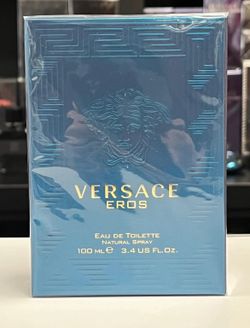 VERSACE
EROS
EAU DE TOILETTE
NATURAL SPRAY
100 ML ℮ 3.4 US FL.OZ.